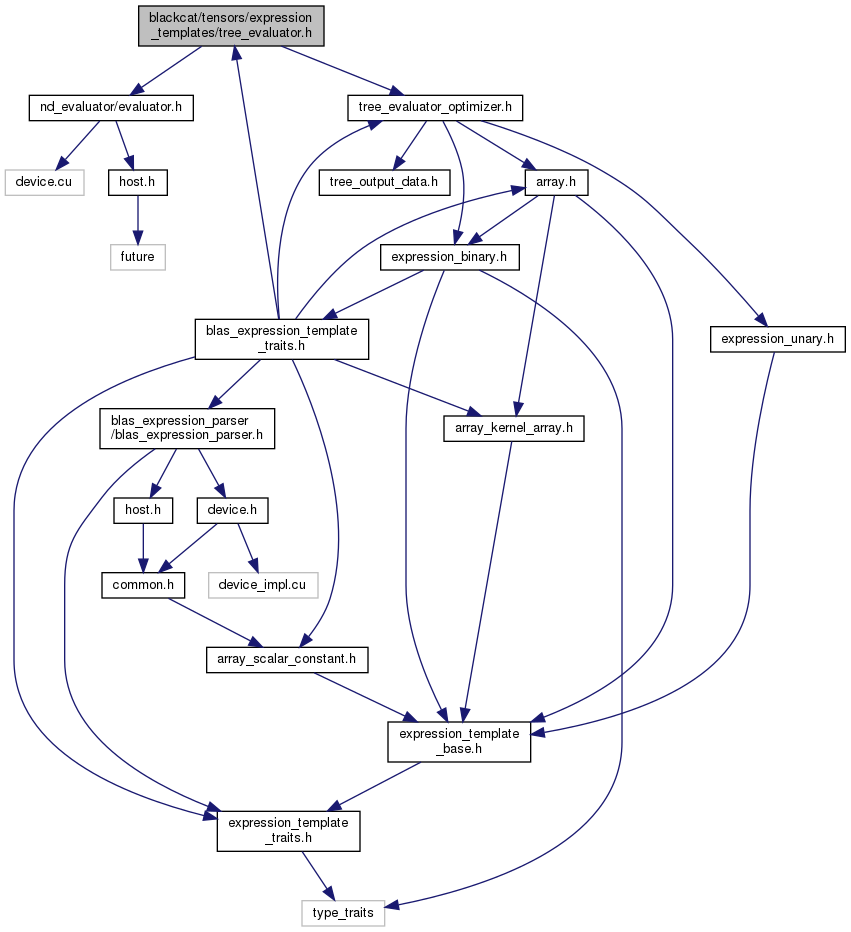 blackcat/tensors/expression
_templates/tree_evaluator.h
nd_evaluator/evaluator.h
tree_evaluator_optimizer.h
device.cu
host.h
tree_output_data.h
array.h
future
expression_binary.h
blas_expression_template
_traits.h
expression_unary.h
blas_expression_parser
/blas_expression_parser.h
array_kernel_array.h
host.h
device.h
common.h
device_impl.cu
array_scalar_constant.h
expression_template
_base.h
expression_template
_traits.h
type_traits